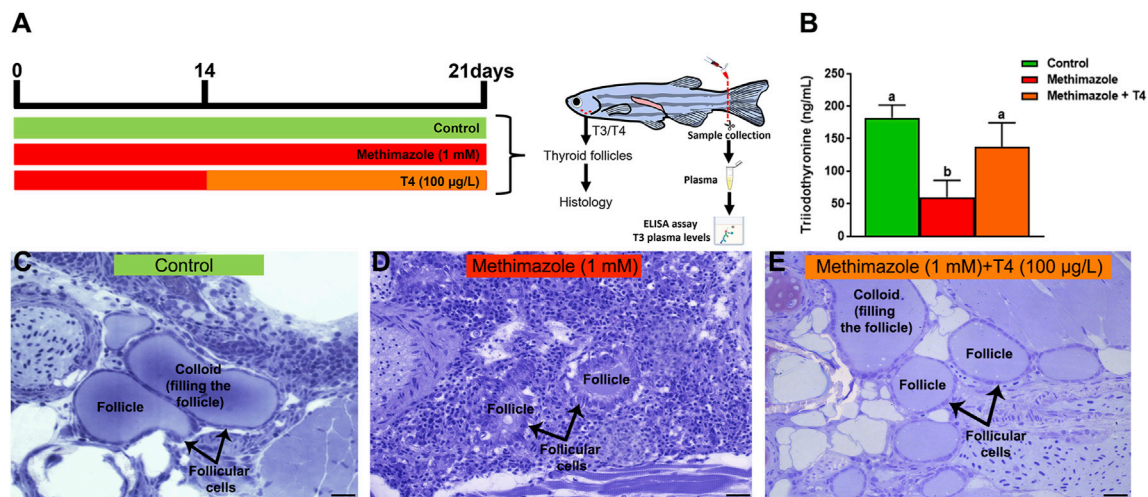 A
0
14
21days
Control
Methimazole (1 mM)
T4 (100 µg/L)
T3/T4
Thyroid follicles
Histology
Sample collection
Plasma
ELISA assay
T3 plasma levels
B
Control
Methimazole
Methimazole + T4
Triiodothyronine (ng/mL)
250
200
150
100
50
0
a
b
a
C
Control
Colloid
(filling the
follicle)
Follicle
Follicular
cells
D
Methimazole (1 mM)
Follicle
Follicle
Follicular
cells
E
Methimazole (1 mM)+T4 (100 µg/L)
Colloid
(filling
the follicle)
Follicle
Follicle
Follicular
cells